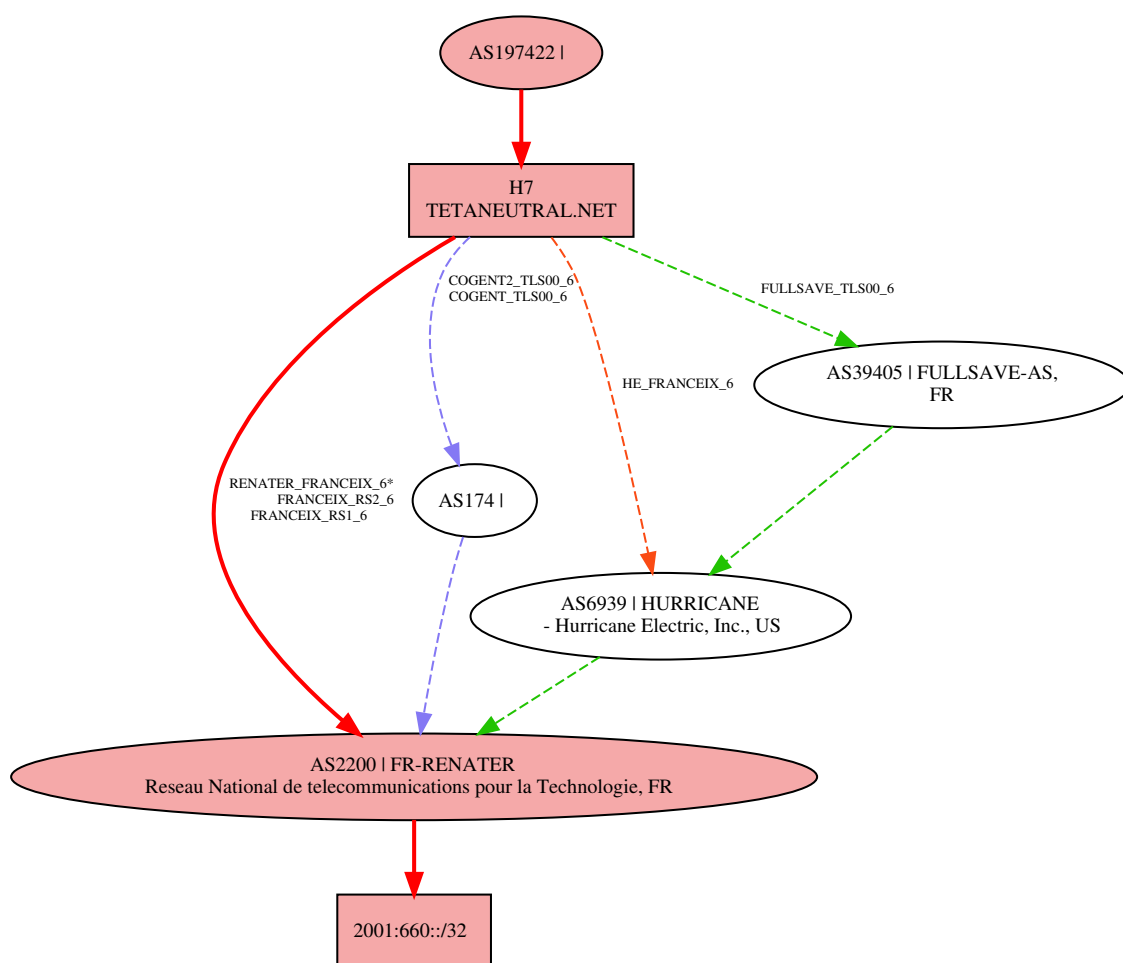 AS197422 |
H7
TETANEUTRAL.NET
COGENT2_TLS00_6
COGENT_TLS00_6
FULLSAVE_TLS00_6
HE_FRANCEIX_6
AS39405 | FULLSAVE-AS,
FR
RENATER_FRANCEIX_6*
FRANCEIX_RS2_6
FRANCEIX_RS1_6
AS174 |
AS6939 | HURRICANE
- Hurricane Electric, Inc., US
AS2200 | FR-RENATER
Reseau National de telecommunications pour la Technologie, FR
2001:660::/32